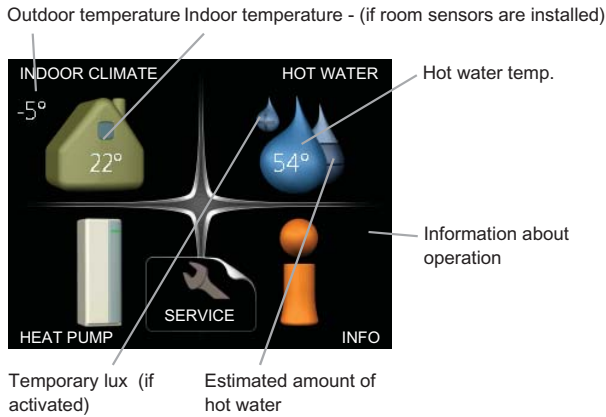 Outdoor temperature Indoor temperature - (if room sensors are installed)
INDOOR CLIMATE
HOT WATER
Hot water temp.
-5°
22°
54°
Information about
operation
SERVICE
HEAT PUMP
INFO
Temporary lux (if
activated)
Estimated amount of
hot water